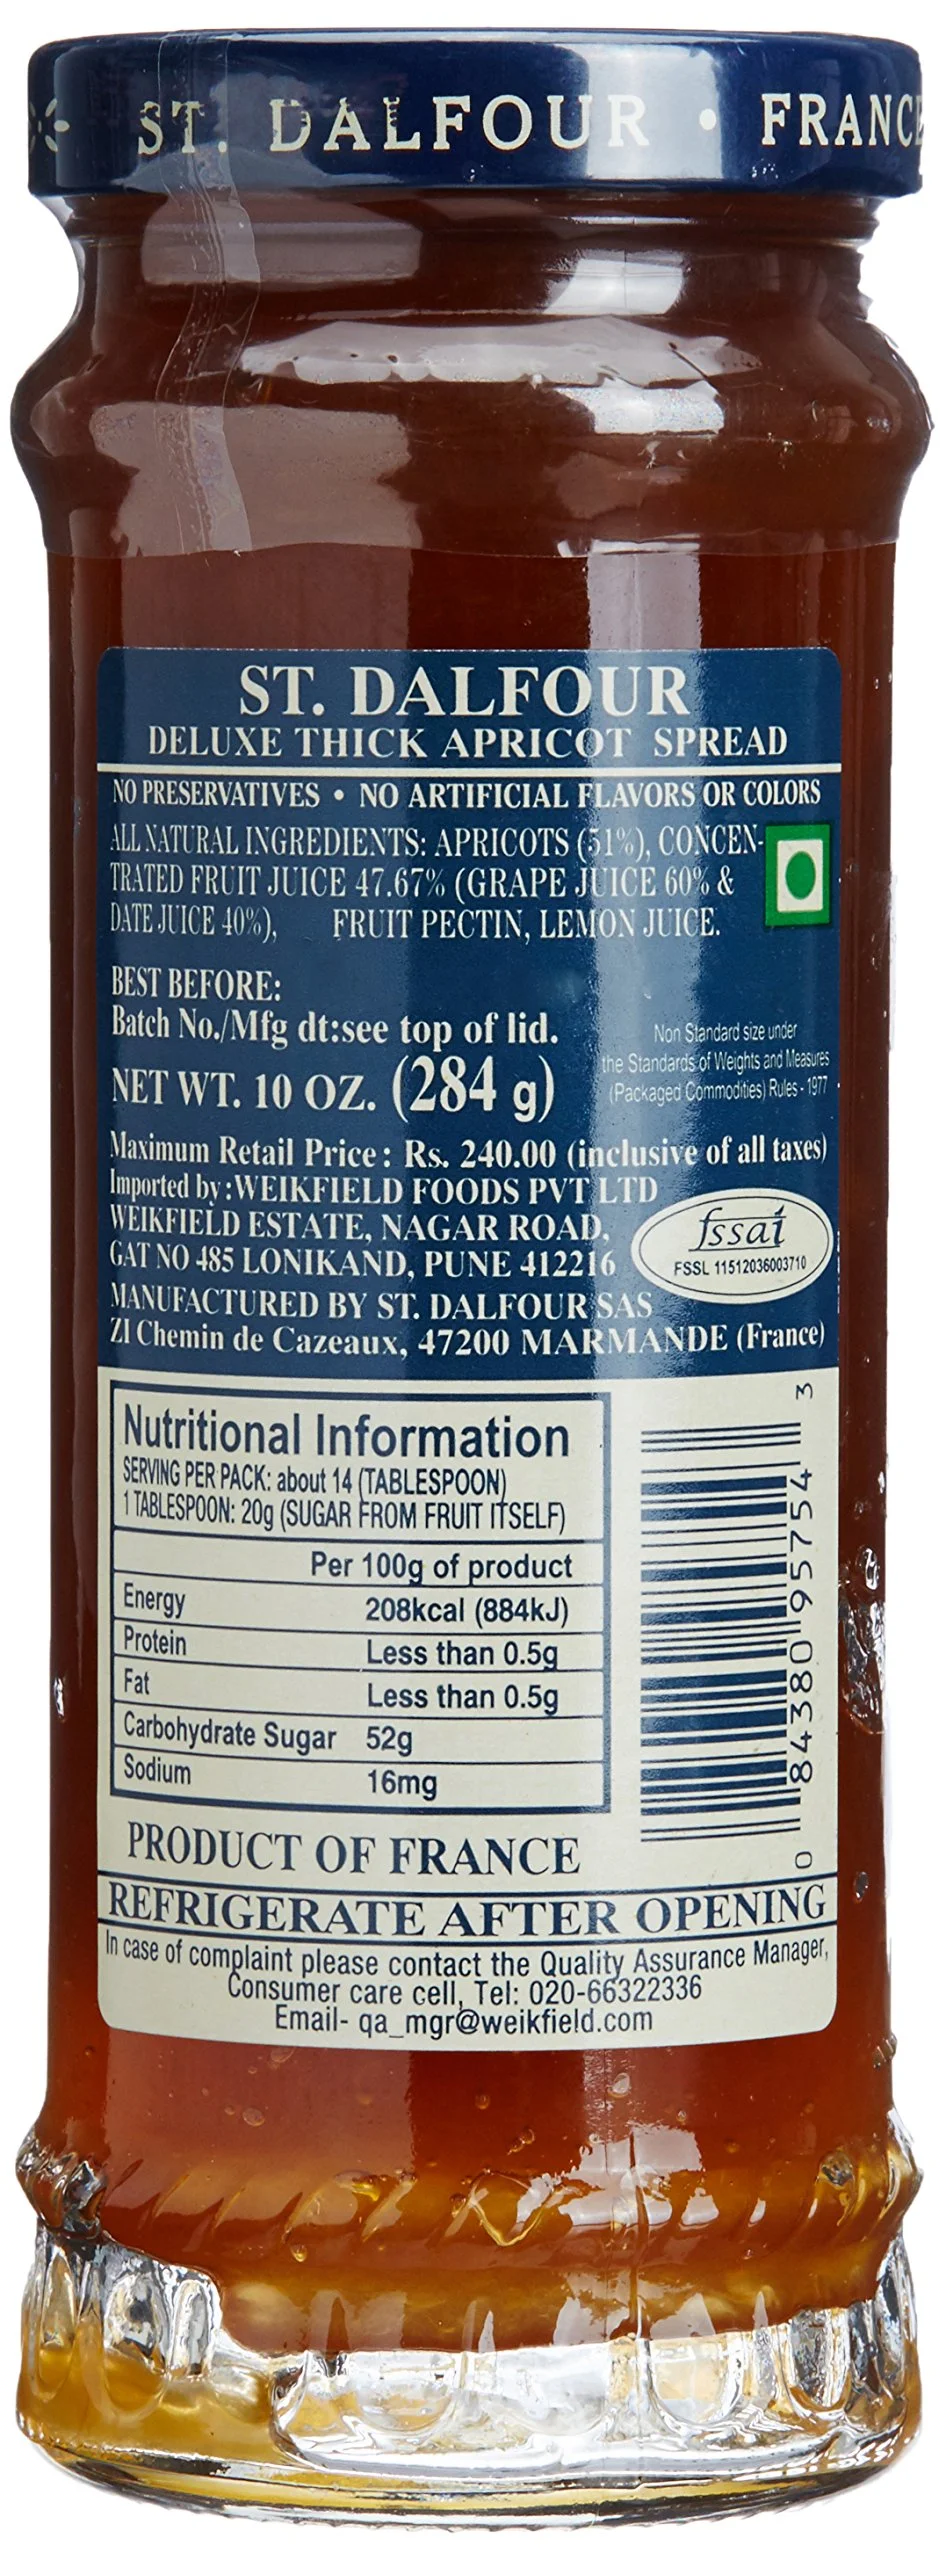 ST. DALFOUR • FRANCE
ST. DALFOUR
DELUXE THICK APRICOT SPREAD
NO PRESERVATIVES • NO ARTIFICIAL FLAVORS OR COLORS
ALL NATURAL INGREDIENTS: APRICOTS (51%), CONCEN-
TRATED FRUIT JUICE 47.67% (GRAPE JUICE 60% &
DATE JUICE 40%), FRUIT PECTIN, LEMON JUICE.
BEST BEFORE:
Batch No./Mfg dt:see top of lid.
NET WT. 10 OZ. (284 g)
Non Standard size under
the Standards of Weights and Measures
(Packaged Commodities) Rules - 1977
Maximum Retail Price : Rs. 240.00 (inclusive of all taxes)
Imported by :WEIKFIELD FOODS PVT LTD
WEIKFIELD ESTATE, NAGAR ROAD,
GAT NO 485 LONIKAND, PUNE 412216
fssai
FSSL 11512036003710
MANUFACTURED BY ST. DALFOUR SAS
ZI Chemin de Cazeaux, 47200 MARMANDE (France)
Nutritional Information
SERVING PER PACK: about 14 (TABLESPOON)
1 TABLESPOON: 20g (SUGAR FROM FRUIT ITSELF)
Per 100g of product
Energy 208kcal (884kJ)
Protein Less than 0.5g
Fat Less than 0.5g
Carbohydrate Sugar 52g
Sodium 16mg
0 84380 95754 3
PRODUCT OF FRANCE
REFRIGERATE AFTER OPENING
In case of complaint please contact the Quality Assurance Manager,
Consumer care cell, Tel: 020-66322336
Email- qa_mgr@weikfield.com